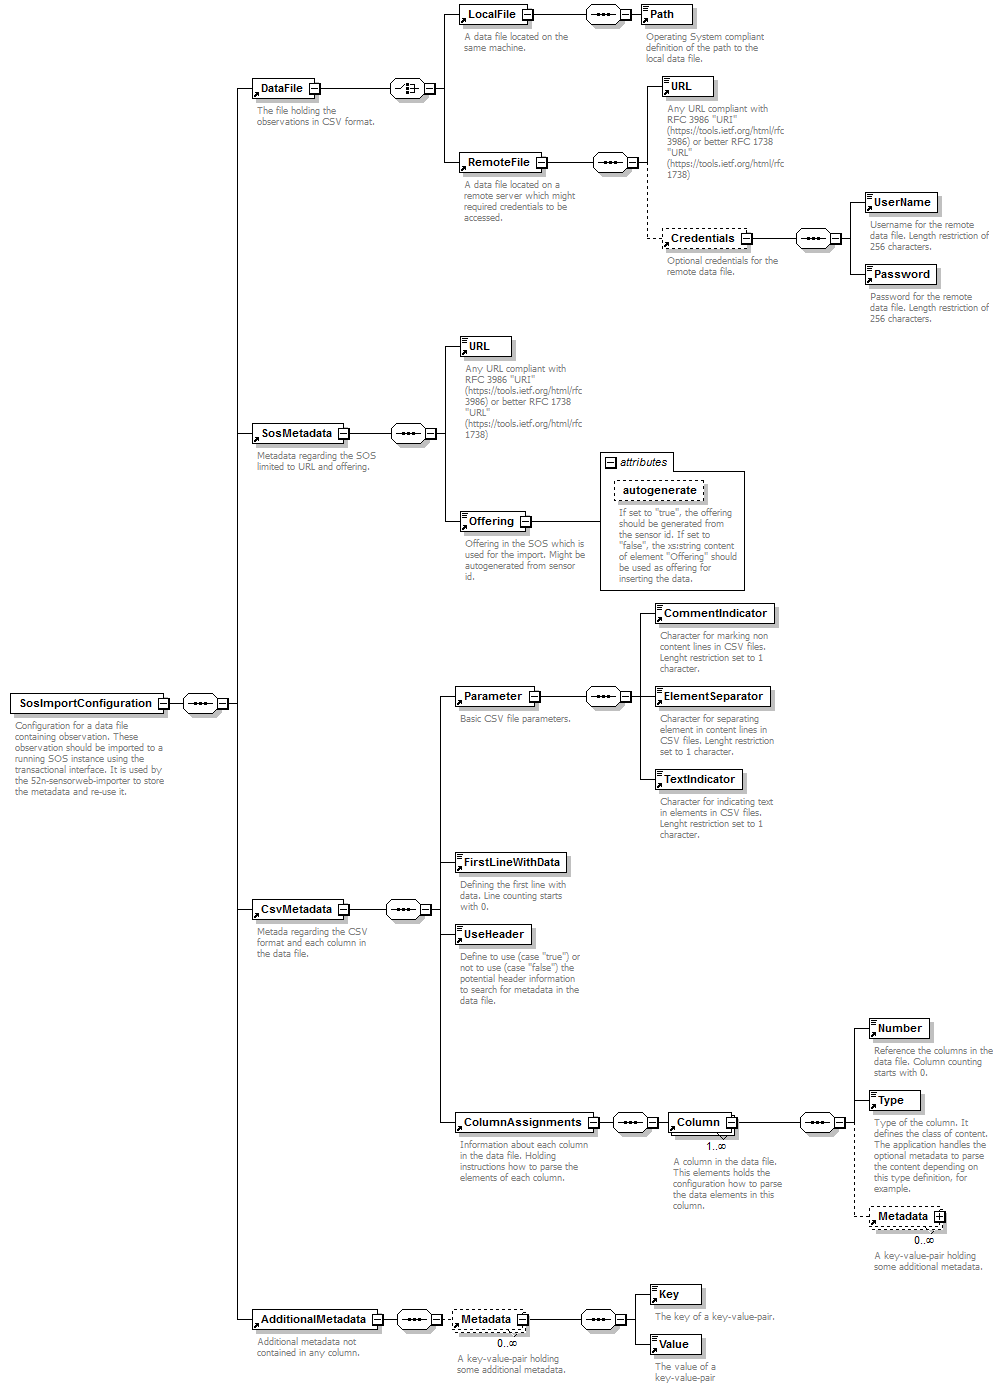 LocalFile
A data file located on the
same machine.
Path
Operating System compliant
definition of the path to the
local data file.
DataFile
The file holding the
observations in CSV format.
URL
Any URL compliant with
RFC 3986 "URI"
(https://tools.ietf.org/html/rfc
3986) or better RFC 1738
"URL"
(https://tools.ietf.org/html/rfc
1738)
RemoteFile
A data file located on a
remote server which might
required credentials to be
accessed.
Credentials
Optional credentials for the
remote data file.
UserName
Username for the remote
data file. Length restriction of
256 characters.
Password
Password for the remote
data file. Length restriction of
256 characters.
URL
Any URL compliant with
RFC 3986 "URI"
(https://tools.ietf.org/html/rfc
3986) or better RFC 1738
"URL"
(https://tools.ietf.org/html/rfc
1738)
SosMetadata
Metadata regarding the SOS
limited to URL and offering.
attributes
autogenerate
If set to "true", the offering
should be generated from
the sensor id. If set to
"false", the xs:string content
of element "Offering" should
be used as offering for
inserting the data.
Offering
Offering in the SOS which is
used for the import. Might be
autogenerated from sensor
id.
CommentIndicator
Character for marking non
content lines in CSV files.
Lenght restriction set to 1
character.
SosImportConfiguration
Configuration for a data file
containing observation. These
observation should be imported to a
running SOS instance using the
transactional interface. It is used by
the 52n-sensorweb-importer to store
the metadata and re-use it.
Parameter
Basic CSV file parameters.
ElementSeparator
Character for separating
element in content lines in
CSV files. Lenght restriction
set to 1 character.
TextIndicator
Character for indicating text
in elements in CSV files.
Lenght restriction set to 1
character.
FirstLineWithData
Defining the first line with
data. Line counting starts
with 0.
CsvMetadata
Metada regarding the CSV
format and each column in
the data file.
UseHeader
Define to use (case "true") or
not to use (case "false") the
potential header information
to search for metadata in the
data file.
Number
Reference the columns in the
data file. Column counting
starts with 0.
ColumnAssignments
Information about each column
in the data file. Holding
instructions how to parse the
elements of each column.
Column
1..∞
A column in the data file.
This elements holds the
configuration how to parse
the data elements in this
column.
Type
Type of the column. It
defines the class of content.
The application handles the
optional metadata to parse
the content depending on
this type definition, for
example.
Metadata
0..∞
A key-value-pair holding
some additional metadata.
AdditionalMetadata
Additional metadata not
contained in any column.
Metadata
0..∞
A key-value-pair holding
some additional metadata.
Key
The key of a key-value-pair.
Value
The value of a
key-value-pair